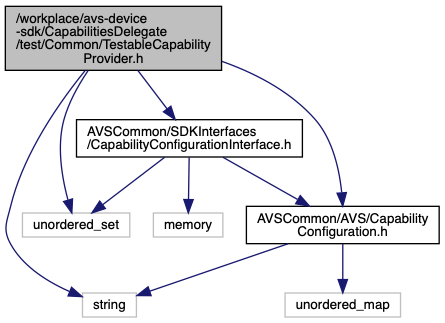 /workplace/avs-device
-sdk/CapabilitiesDelegate
/test/Common/TestableCapability
Provider.h
AVSCommon/SDKInterfaces
/CapabilityConfigurationInterface.h
unordered_set
memory
AVSCommon/AVS/Capability
Configuration.h
string
unordered_map